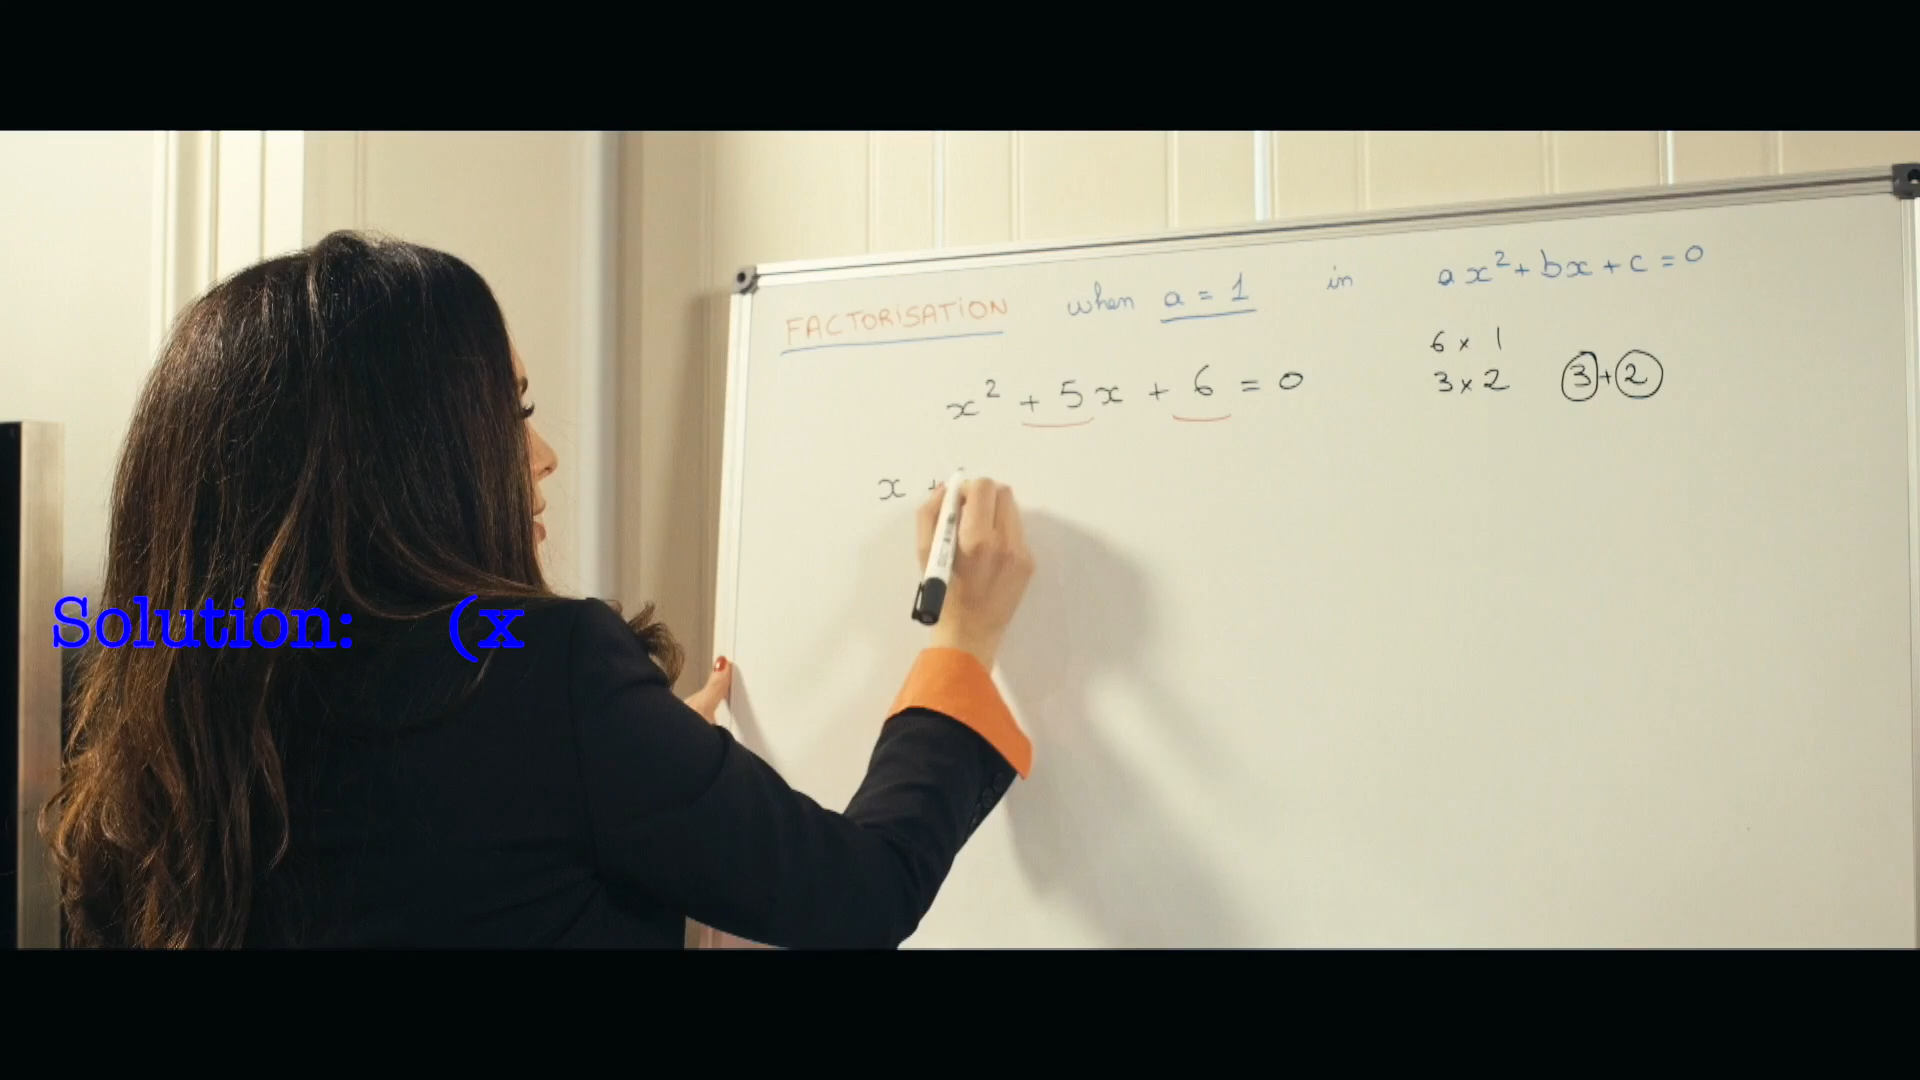 FACTORISATION when a = 1 in ax² + bx + c = 0
6 x 1
x² + 5x + 6 = 0 3 x 2 3 + 2
x +
Solution: (x